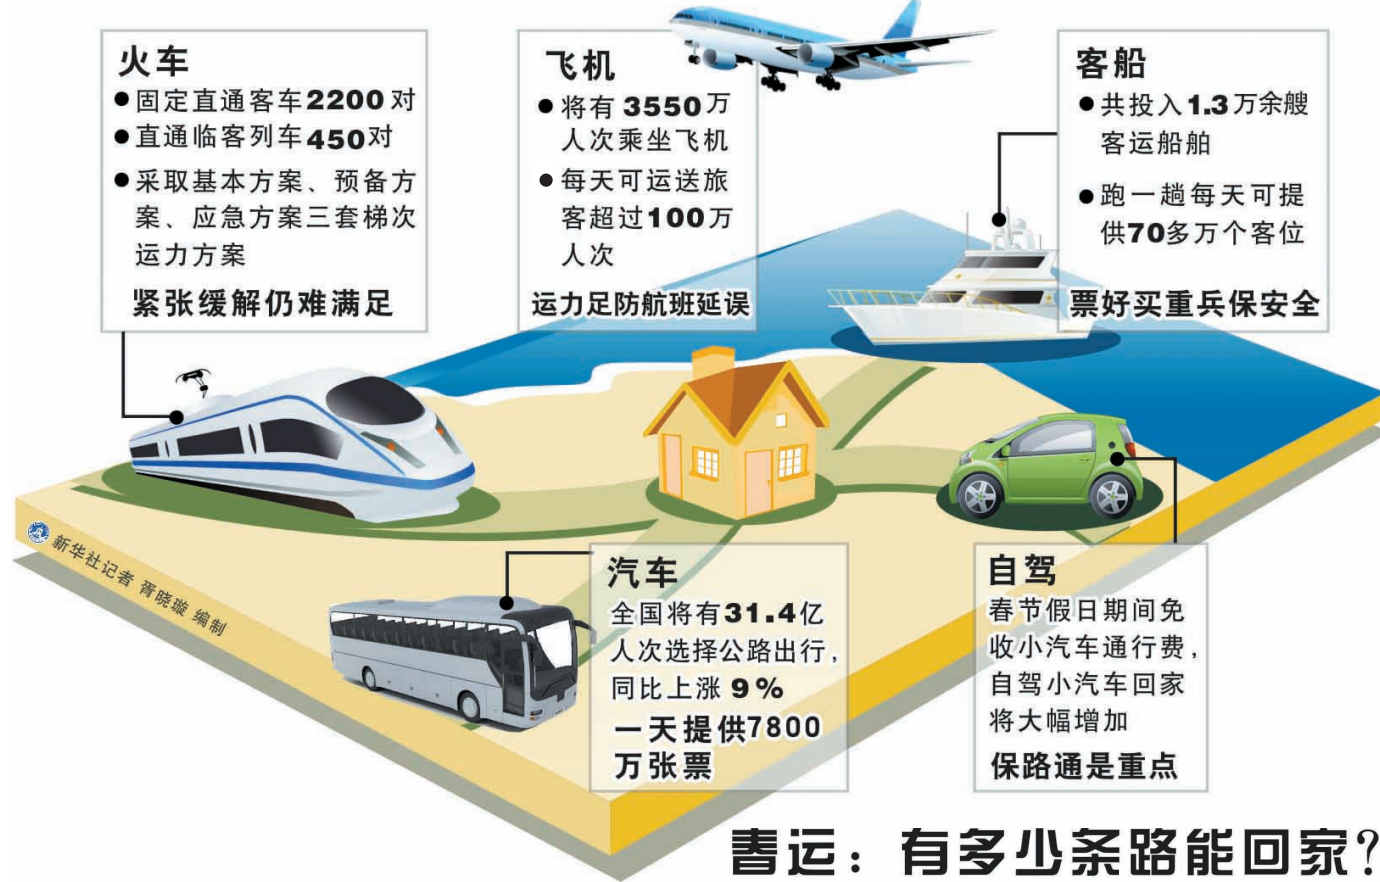 火车
●固定直通客车2200对
●直通临客列车450对
●采取基本方案、预备方
案、应急方案三套梯次
运力方案
紧张缓解仍难满足
飞机
●将有3550万
人次乘坐飞机
●每天可运送旅
客超过100万
人次
运力足防航班延误
客船
●共投入1.3万余艘
客运船舶
●跑一趟每天可提
供70多万个客位
票好买重兵保安全
汽车
全国将有31.4亿
人次选择公路出行，
同比上涨9%
一天提供7800
万张票
自驾
春节假日期间免
收小汽车通行费，
自驾小汽车回家
将大幅增加
保路通是重点
新华社记者 胥晓璇 编制
春运：有多少条路能回家？